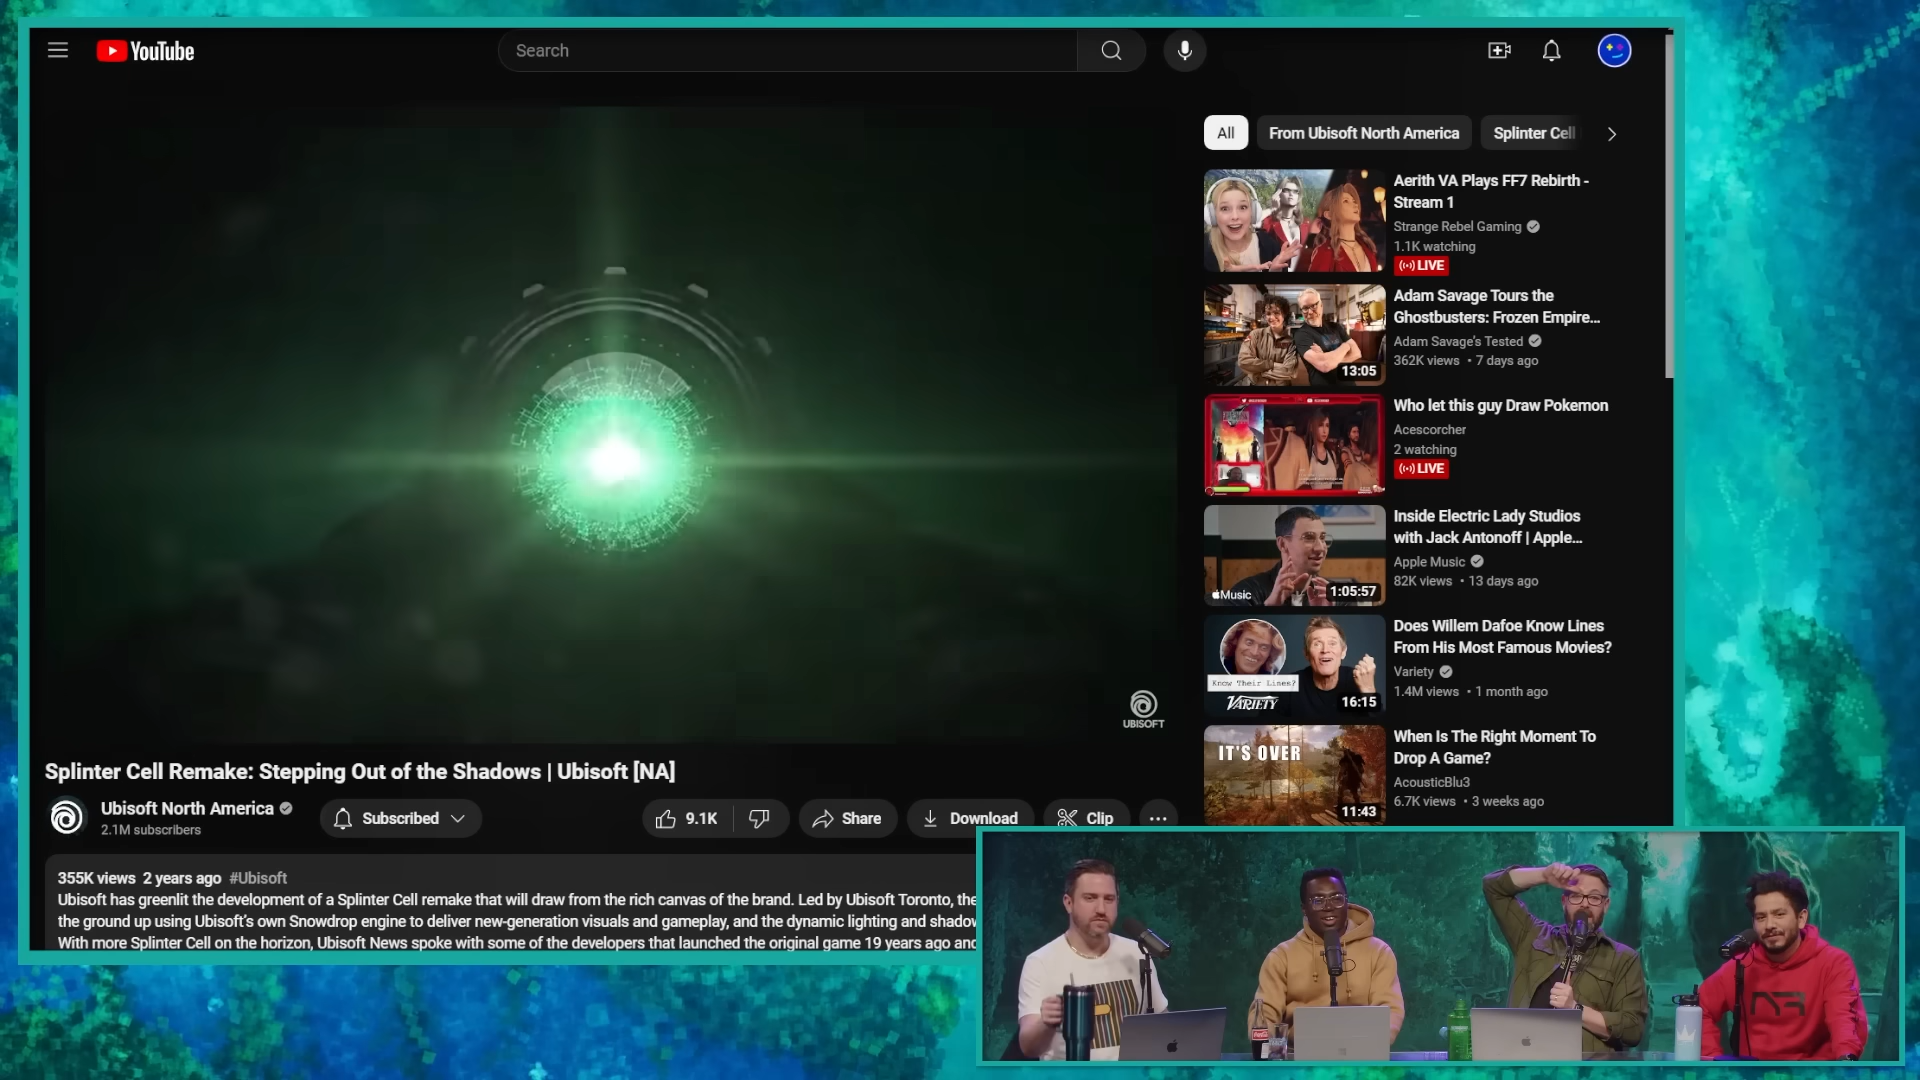 YouTube
Search
All
From Ubisoft North America
Splinter Cell
Aerith VA Plays FF7 Rebirth -
Stream 1
Strange Rebel Gaming
1.1K watching
LIVE
Adam Savage Tours the
Ghostbusters: Frozen Empire...
Adam Savage's Tested
362K views • 7 days ago
13:05
Who let this guy Draw Pokemon
Acescorcher
2 watching
LIVE
Inside Electric Lady Studios
with Jack Antonoff | Apple...
Apple Music
82K views • 13 days ago
Music
1:05:57
Does Willem Dafoe Know Lines
From His Most Famous Movies?
Variety
1.4M views • 1 month ago
Know Their Lines?
VARIETY
16:15
When Is The Right Moment To
Drop A Game?
AcousticBlu3
6.7K views • 3 weeks ago
IT'S OVER
11:43
UBISOFT
Splinter Cell Remake: Stepping Out of the Shadows | Ubisoft [NA]
Ubisoft North America
2.1M subscribers
Subscribed
9.1K
Share
Download
Clip
355K views 2 years ago #Ubisoft
Ubisoft has greenlit the development of a Splinter Cell remake that will draw from the rich canvas of the brand. Led by Ubisoft Toronto, the
the ground up using Ubisoft's own Snowdrop engine to deliver new-generation visuals and gameplay, and the dynamic lighting and shadow
With more Splinter Cell on the horizon, Ubisoft News spoke with some of the developers that launched the original game 19 years ago and